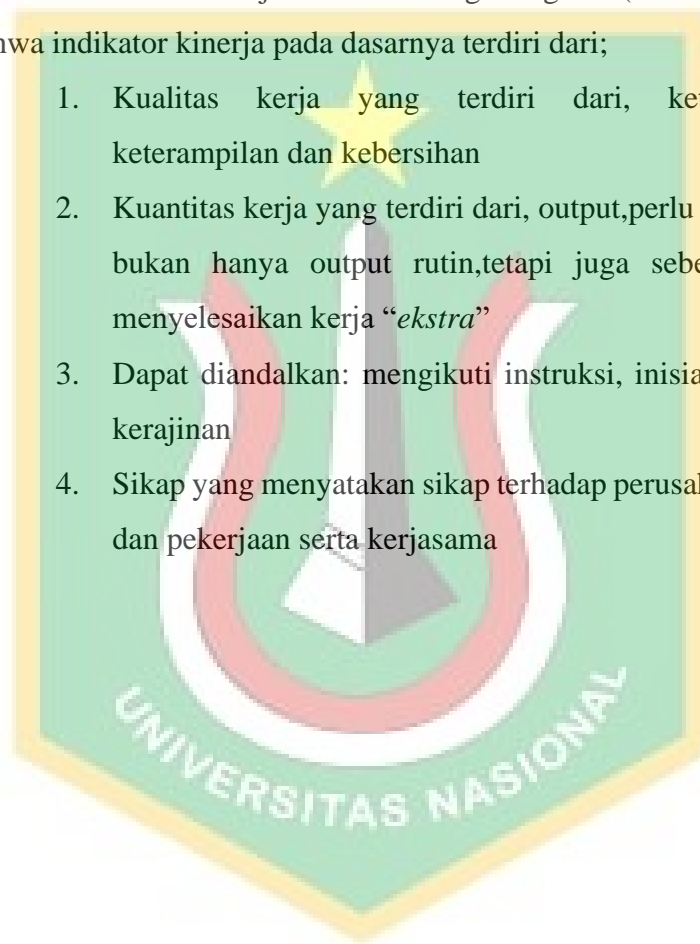 indikator kinerja pada dasarnya terdiri dari;
1. Kualitas kerja yang terdiri dari,
keterampilan dan kebersihan
2. Kuantitas kerja yang terdiri dari, output,perlu
bukan hanya output rutin,tetapi juga
menyelesaikan kerja “ekstra”
3. Dapat diandalkan: mengikuti instruksi,
kerajinan
4. Sikap yang menyatakan sikap terhadap
dan pekerjaan serta kerjasama
UNIVERSITAS NASIONAL